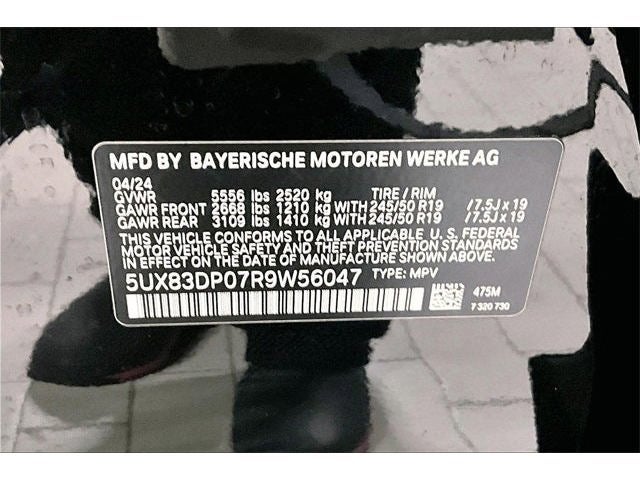 MFD BY BAYERISCHE MOTOREN WERKE AG
04/24
GVWR 5556 lbs 2520 kg TIRE / RIM
GAWR FRONT 2668 lbs 1210 kg WITH 245/50 R19 / 7.5J x 19
GAWR REAR 3109 lbs 1410 kg WITH 245/50 R19 / 7.5J x 19
THIS VEHICLE CONFORMS TO ALL APPLICABLE U. S. FEDERAL
MOTOR VEHICLE SAFETY AND THEFT PREVENTION STANDARDS
IN EFFECT ON THE DATE OF MANUFACTURE SHOWN ABOVE.
5UX83DP07R9W56047 TYPE: MPV
475M
7 320 730